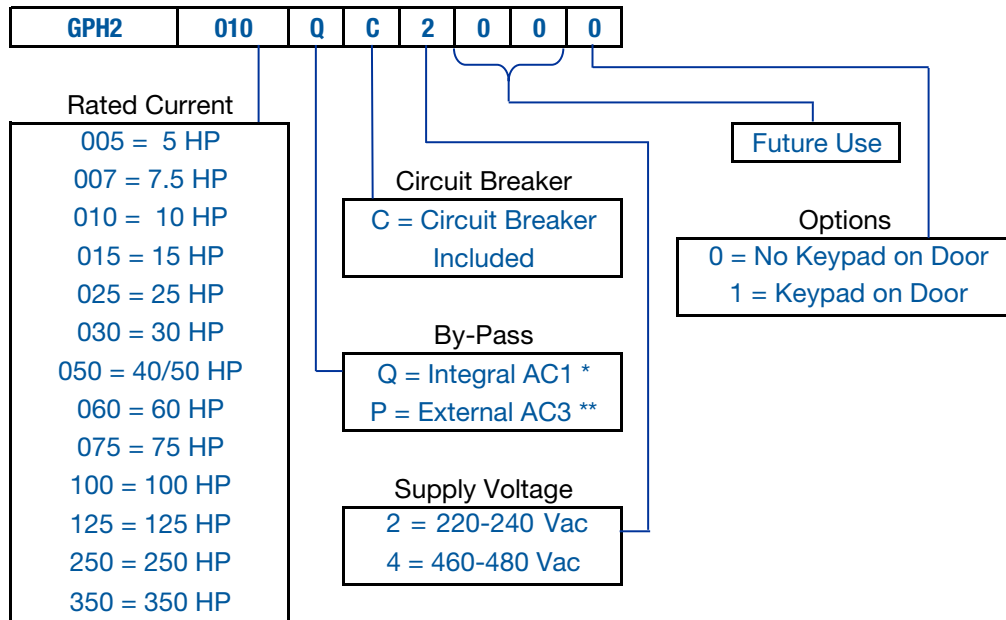 GPH2 010 Q C 2 0 0 0
Rated Current
005 = 5 HP
007 = 7.5 HP
010 = 10 HP
015 = 15 HP
025 = 25 HP
030 = 30 HP
050 = 40/50 HP
060 = 60 HP
075 = 75 HP
100 = 100 HP
125 = 125 HP
250 = 250 HP
350 = 350 HP
Circuit Breaker
C = Circuit Breaker
Included
By-Pass
Q = Integral AC1 *
P = External AC3 **
Supply Voltage
2 = 220-240 Vac
4 = 460-480 Vac
Future Use
Options
0 = No Keypad on Door
1 = Keypad on Door